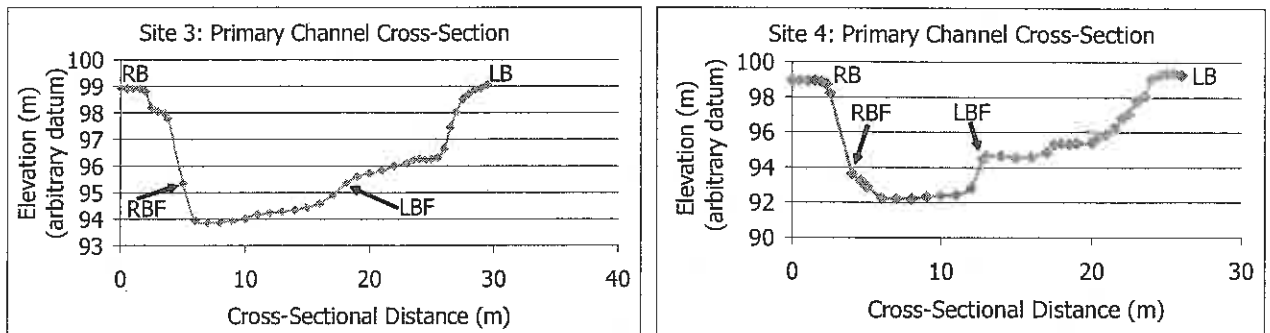 Site 3: Primary Channel Cross-Section
Elevation (m)
(arbitrary datum)
100
99
98
97
96
95
94
93
RB
LB
RBF
LBF
0
10
20
30
40
Cross-Sectional Distance (m)
Site 4: Primary Channel Cross-Section
Elevation (m)
(arbitrary datum)
100
98
96
94
92
90
RB
RBF
LBF
LB
0
10
20
30
Cross-Sectional Distance (m)